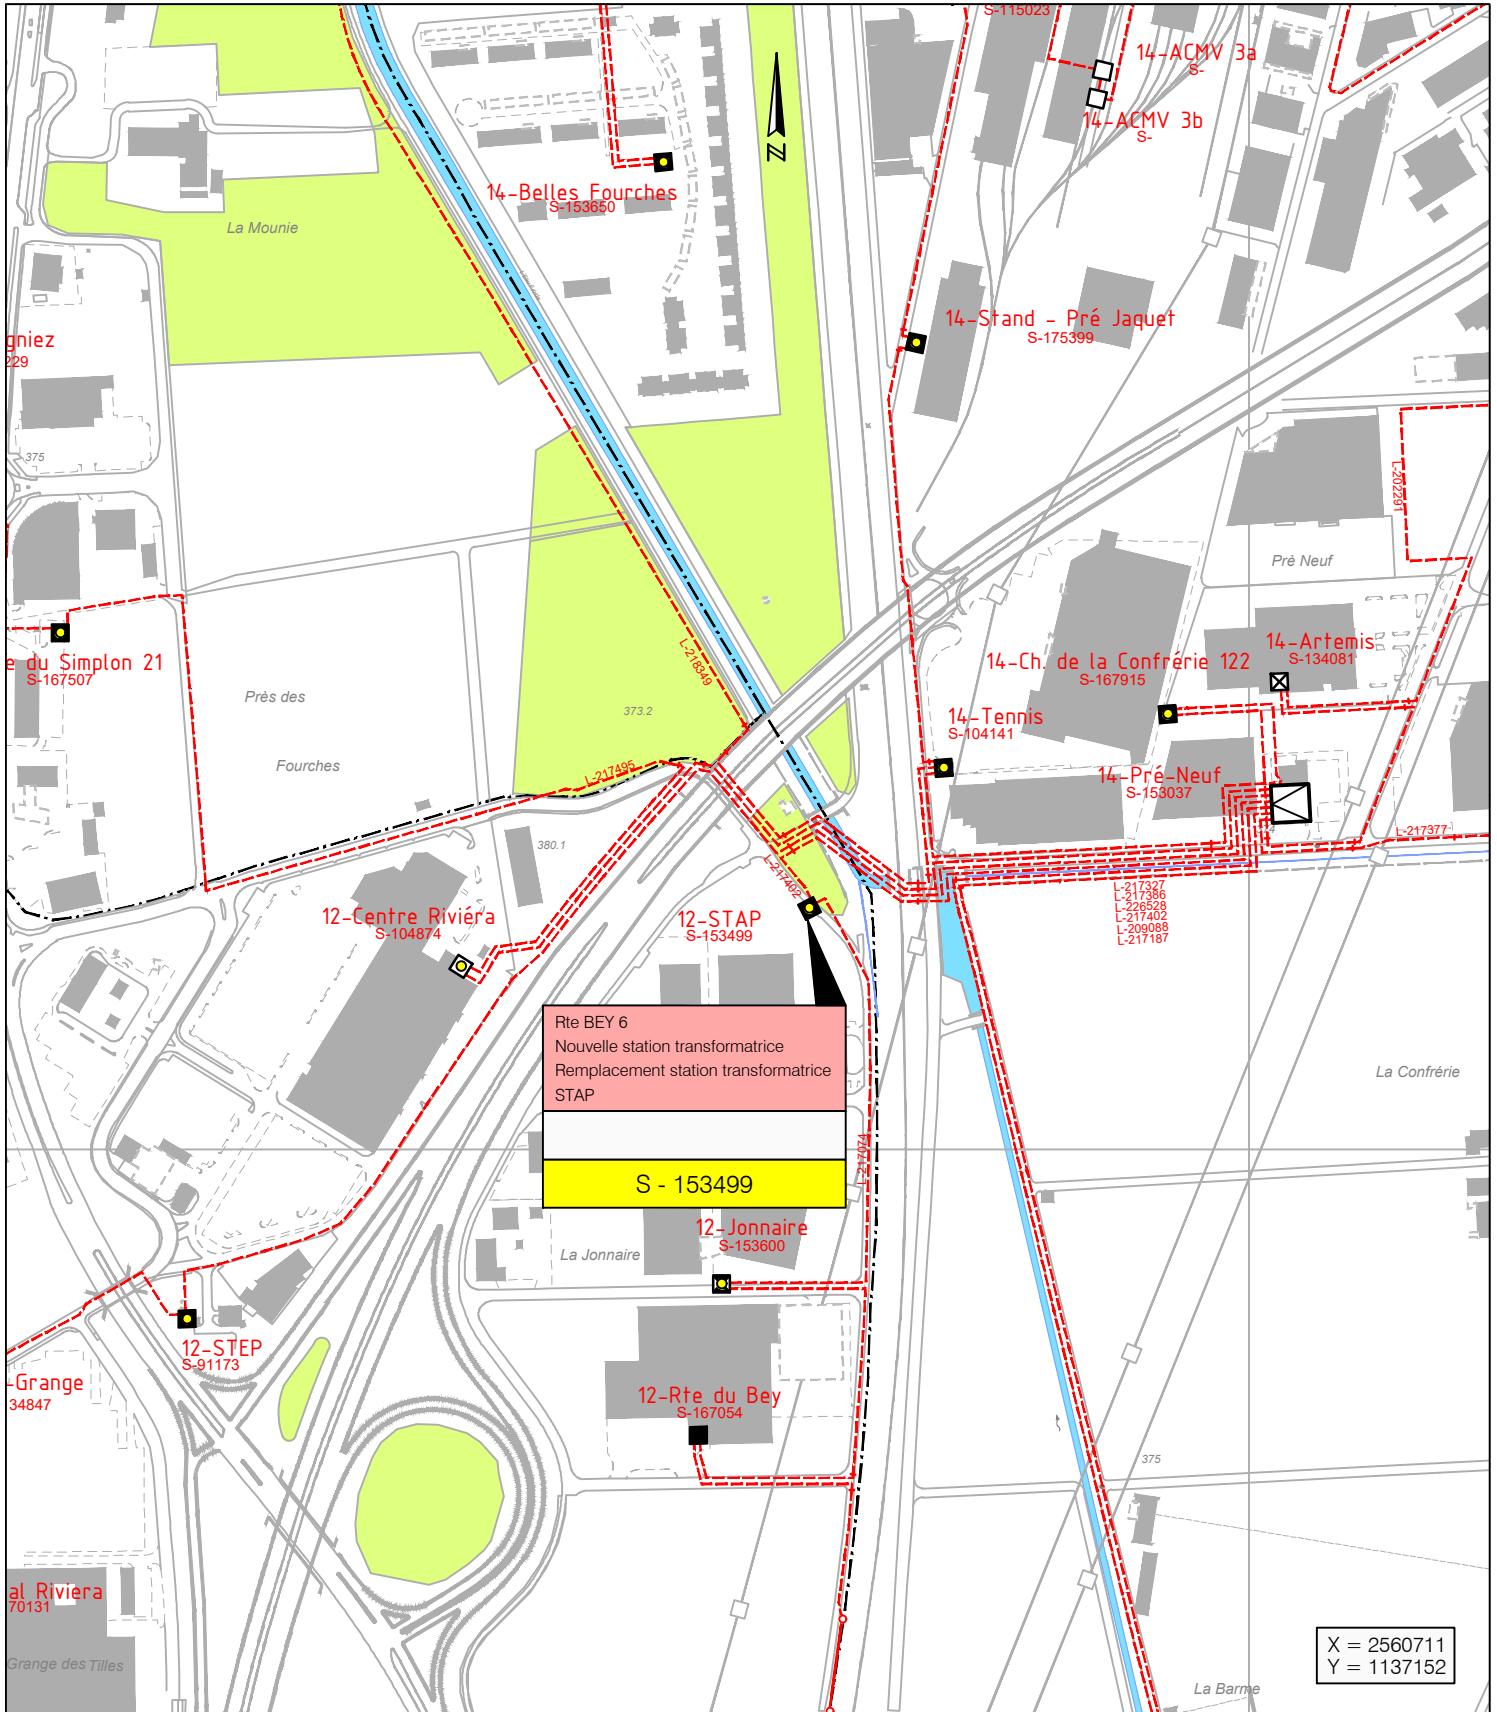 S-115023
14-ACMV 3a
S-
14-ACMV 3b
S-
14-Belles Fourches
S-153650
La Mounie
N
14-Stand - Pré Jaquet
S-175399
gniez
229
375
L-202291
Prè Neuf
e du Simplon 21
S-167507
L-218349
14-Artemis
S-134081
14-Ch. de la Confrérie 122
S-167915
Près des
373.2
14-Tennis
S-104141
Fourches
L-217495
14-Pré-Neuf
S-153037
380.1
L-217377
L-217402
L-217327
L-217386
L-226528
L-217402
L-209088
L-217187
12-Centre Riviéra
S-104874
12-STAP
S-153499
Rte BEY 6
Nouvelle station transformatrice
Remplacement station transformatrice
STAP
La Confrérie
L-217074
S - 153499
12-Jonnaire
S-153600
La Jonnaire
12-STEP
S-91173
-Grange
34847
12-Rte du Bey
S-167054
375
al Riviera
70131
Grange des Tilles
X = 2560711
Y = 1137152
La Barme